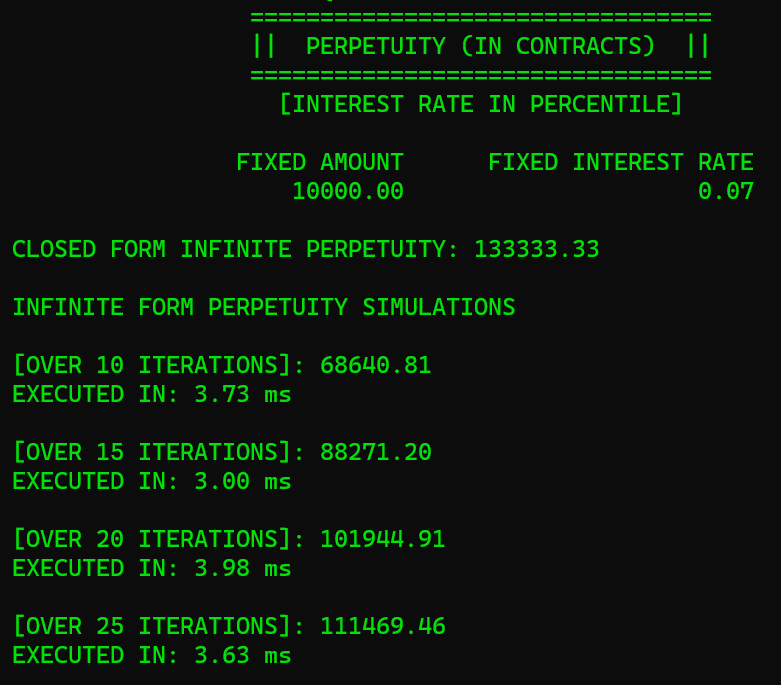 =================================
||  PERPETUITY (IN CONTRACTS)  ||
=================================
[INTEREST RATE IN PERCENTILE]
FIXED AMOUNT      FIXED INTEREST RATE
10000.00                     0.07
CLOSED FORM INFINITE PERPETUITY: 133333.33
INFINITE FORM PERPETUITY SIMULATIONS
[OVER 10 ITERATIONS]: 68640.81
EXECUTED IN: 3.73 ms
[OVER 15 ITERATIONS]: 88271.20
EXECUTED IN: 3.00 ms
[OVER 20 ITERATIONS]: 101944.91
EXECUTED IN: 3.98 ms
[OVER 25 ITERATIONS]: 111469.46
EXECUTED IN: 3.63 ms